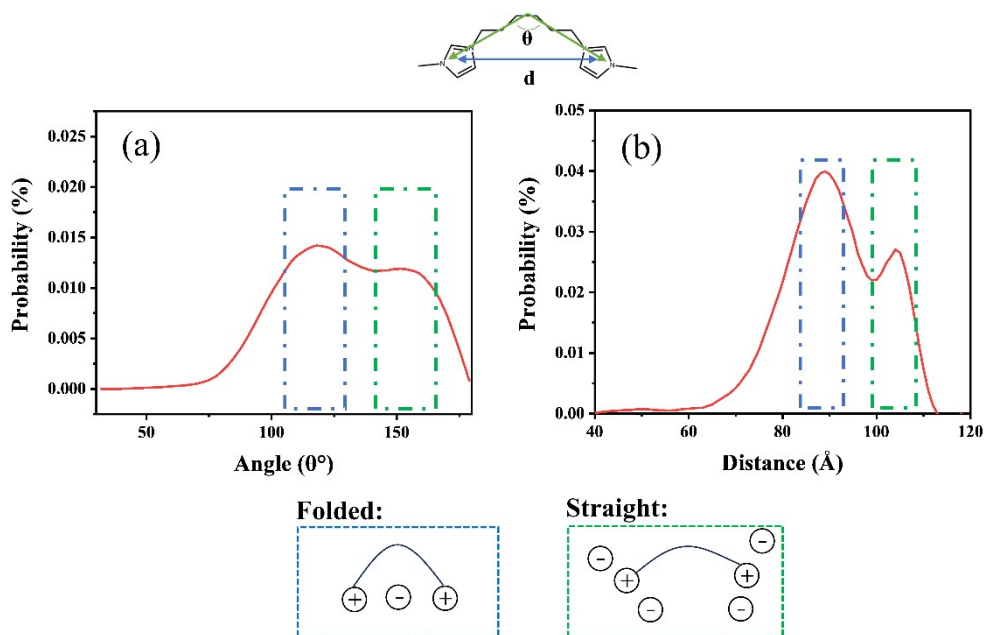 N
N
N
N
θ
d
(a)
0.025
0.020
0.015
0.010
0.005
0.000
Probability (%)
50
100
150
Angle (θ°)
(b)
0.05
0.04
0.03
0.02
0.01
0.00
Probability (%)
40
60
80
100
120
Distance (Å)
Folded:
+ - +
Straight:
-
- + +
- -